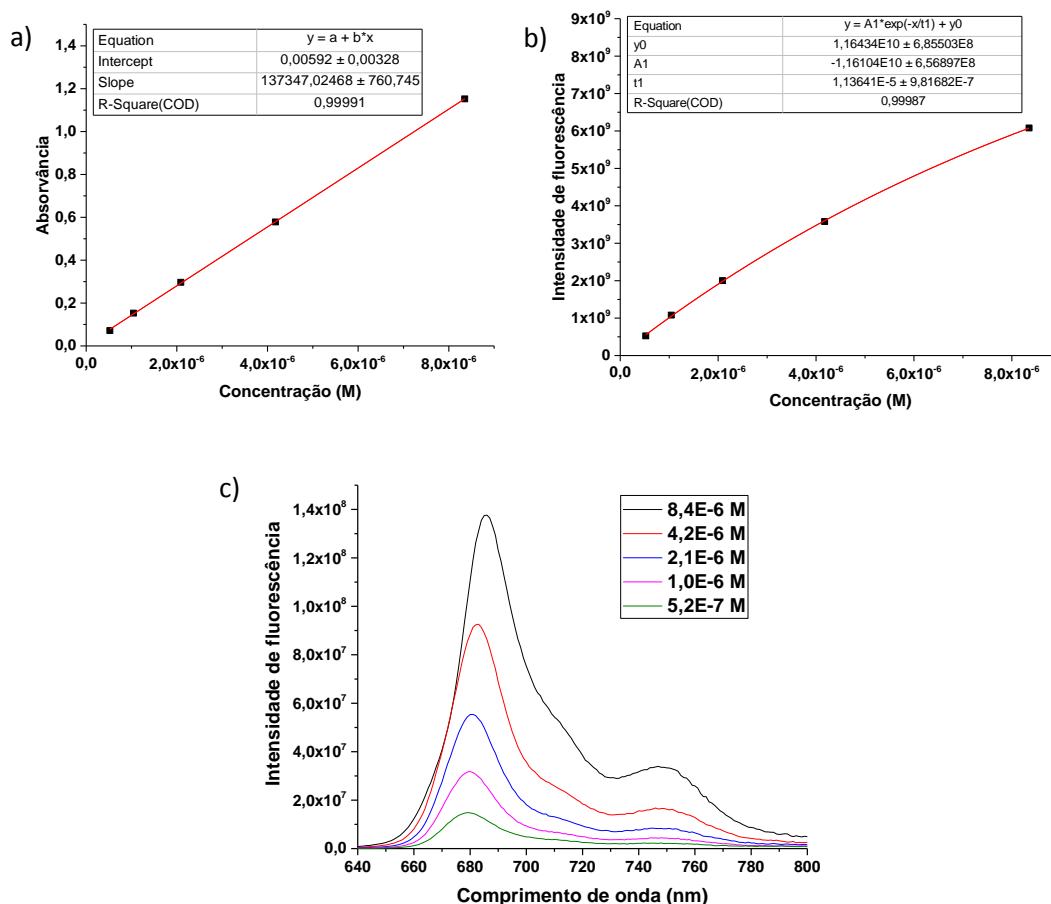 a)
Equation y = a + b*x
Intercept 0,00592 ± 0,00328
Slope 137347,02468 ± 760,745
R-Square(COD) 0,99991
1,4
1,2
1,0
0,8
0,6
0,4
0,2
0,0
Absorvância
0,0 2,0x10⁻⁶ 4,0x10⁻⁶ 6,0x10⁻⁶ 8,0x10⁻⁶
Concentração (M)
b)
Equation y = A1*exp(-x/t1) + y0
y0 1,16434E10 ± 6,85503E8
A1 -1,16104E10 ± 6,56897E8
t1 1,13641E-5 ± 9,81682E-7
R-Square(COD) 0,99987
9x10⁹
8x10⁹
7x10⁹
6x10⁹
5x10⁹
4x10⁹
3x10⁹
2x10⁹
1x10⁹
0
Intensidade de fluorescência
0,0 2,0x10⁻⁶ 4,0x10⁻⁶ 6,0x10⁻⁶ 8,0x10⁻⁶
Concentração (M)
c)
1,4x10⁸
1,2x10⁸
1,0x10⁸
8,0x10⁷
6,0x10⁷
4,0x10⁷
2,0x10⁷
0,0
Intensidade de fluorescência
8,4E-6 M
4,2E-6 M
2,1E-6 M
1,0E-6 M
5,2E-7 M
640 660 680 700 720 740 760 780 800
Comprimento de onda (nm)